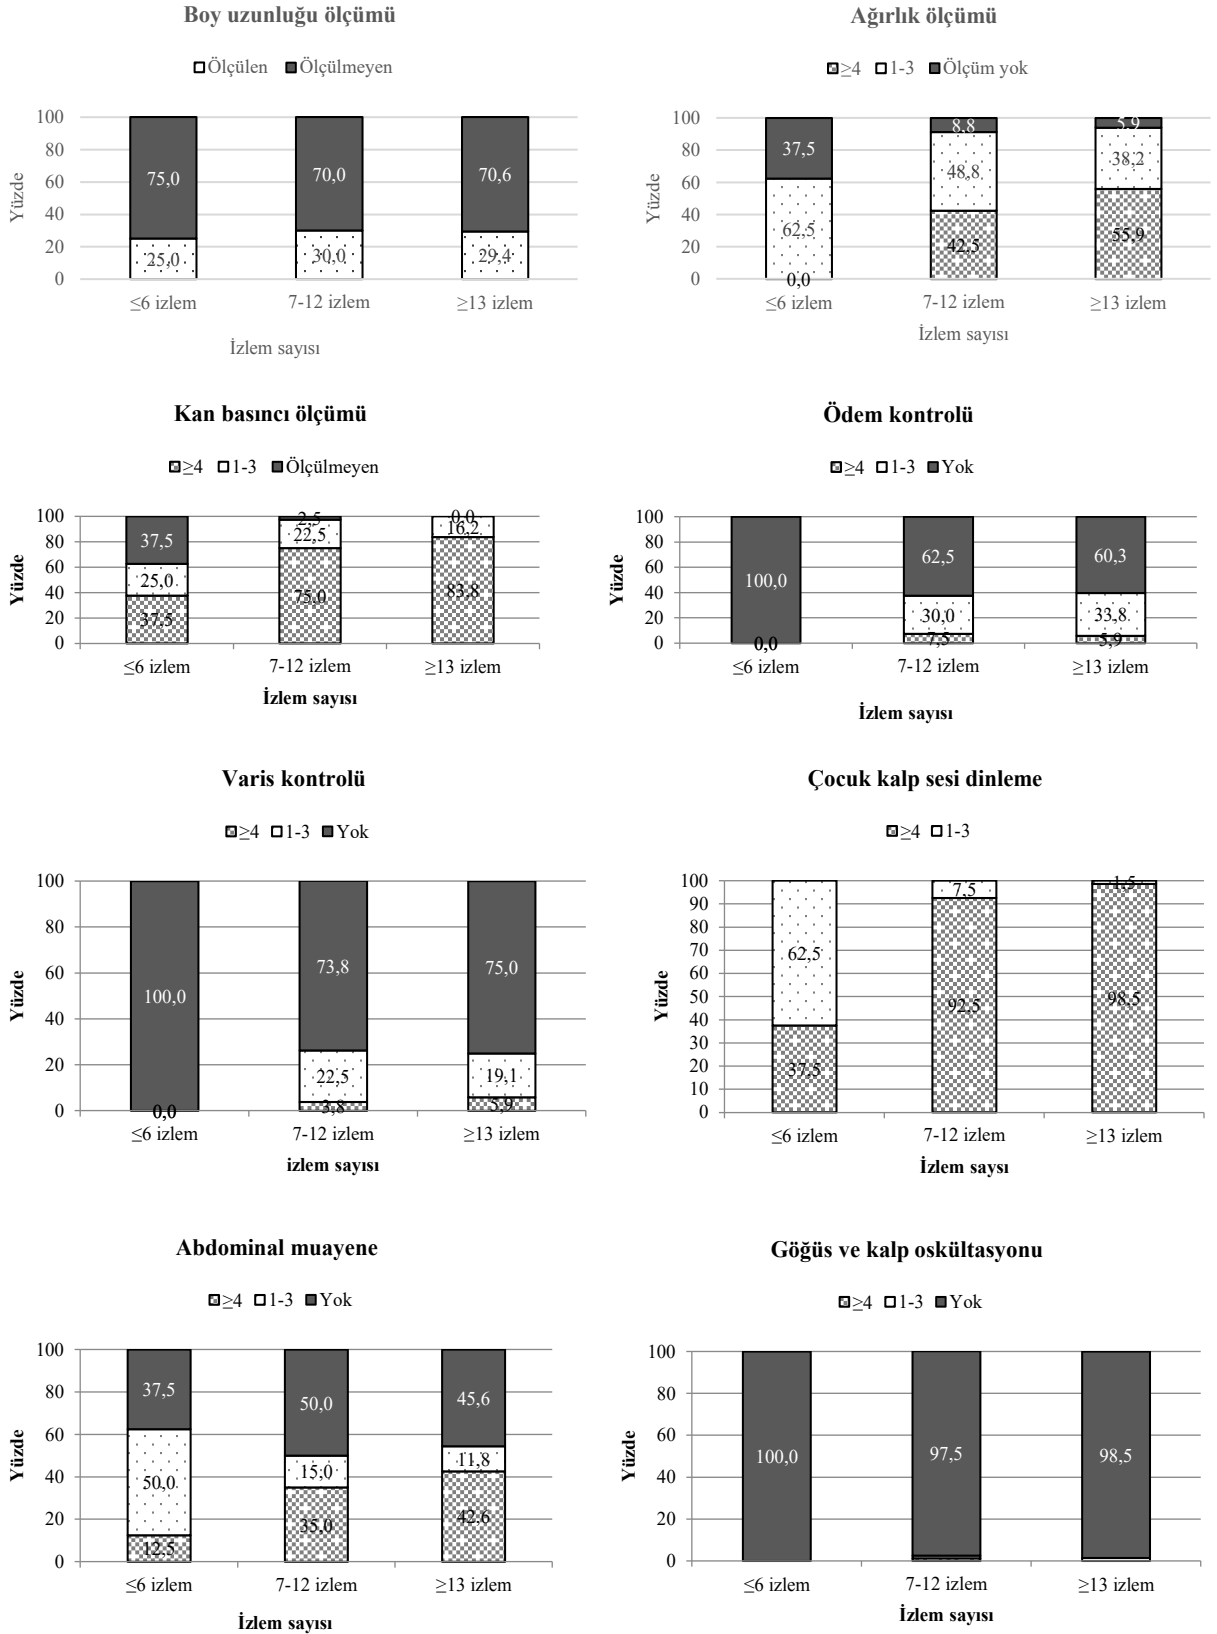 Boy uzunluğu ölçümü
Ölçülen Ölçülmeyen
Yüzde
100
80
60
40
20
0
75,0 70,0 70,6
25,0 30,0 29,4
≤6 izlem 7-12 izlem ≥13 izlem
İzlem sayısı
Ağırlık ölçümü
≥4 1-3 Ölçüm yok
Yüzde
100
80
60
40
20
0
37,5 8,8 5,9
62,5 48,8 38,2
0,0 42,5 55,9
≤6 izlem 7-12 izlem ≥13 izlem
İzlem sayısı
Kan basıncı ölçümü
≥4 1-3 Ölçülmeyen
Yüzde
100
80
60
40
20
0
37,5 2,5 0,0
25,0 22,5 16,2
37,5 75,0 83,8
≤6 izlem 7-12 izlem ≥13 izlem
İzlem sayısı
Ödem kontrolü
≥4 1-3 Yok
Yüzde
100
80
60
40
20
0
100,0 62,5 60,3
30,0 33,8
0,0 7,5 5,9
≤6 izlem 7-12 izlem ≥13 izlem
İzlem sayısı
Varis kontrolü
≥4 1-3 Yok
Yüzde
100
80
60
40
20
0
100,0 73,8 75,0
22,5 19,1
0,0 3,8 5,9
≤6 izlem 7-12 izlem ≥13 izlem
izlem sayısı
Çocuk kalp sesi dinleme
≥4 1-3
Yüzde
100
90
80
70
60
50
40
30
20
10
0
62,5 7,5 1,5
37,5 92,5 98,5
≤6 izlem 7-12 izlem ≥13 izlem
İzlem sayısı
Abdominal muayene
≥4 1-3 Yok
Yüzde
100
80
60
40
20
0
37,5 50,0 45,6
50,0 15,0 11,8
12,5 35,0 42,6
≤6 izlem 7-12 izlem ≥13 izlem
İzlem sayısı
Göğüs ve kalp oskültasyonu
≥4 1-3 Yok
Yüzde
100
80
60
40
20
0
100,0 97,5 98,5
≤6 izlem 7-12 izlem ≥13 izlem
İzlem sayısı